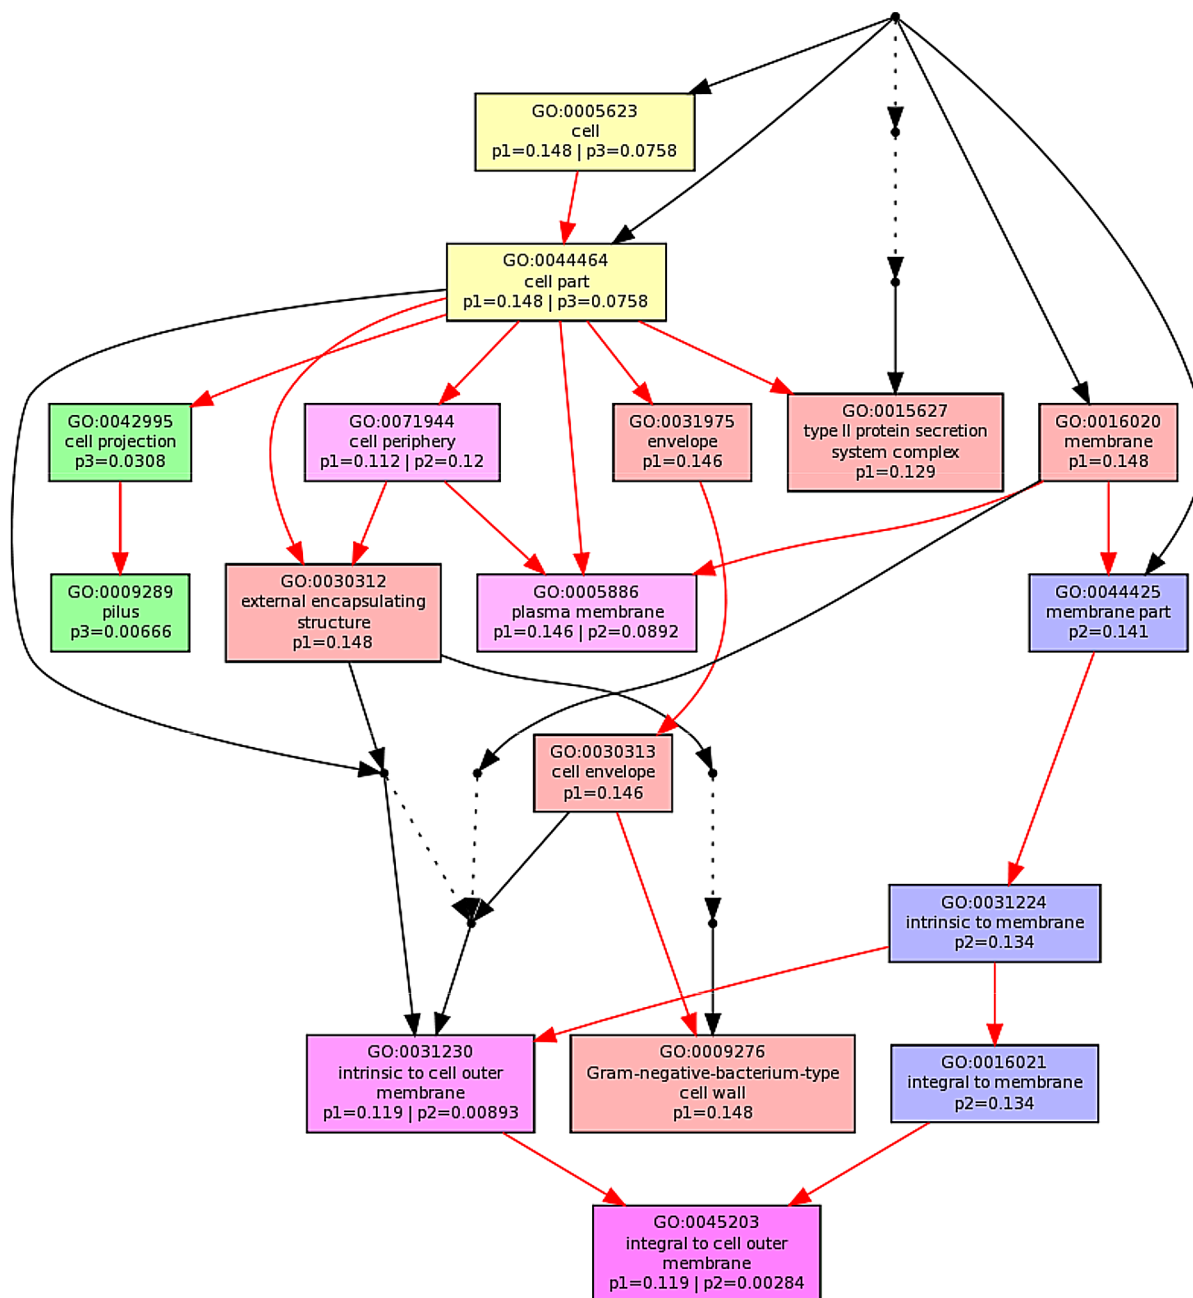 GO:0005623
cell
p1=0.148 | p3=0.0758
GO:0044464
cell part
p1=0.148 | p3=0.0758
GO:0042995
cell projection
p3=0.0308
GO:0071944
cell periphery
p1=0.112 | p2=0.12
GO:0031975
envelope
p1=0.146
GO:0015627
type II protein secretion
system complex
p1=0.129
GO:0016020
membrane
p1=0.148
GO:0009289
pilus
p3=0.00666
GO:0030312
external encapsulating
structure
p1=0.148
GO:0005886
plasma membrane
p1=0.146 | p2=0.0892
GO:0044425
membrane part
p2=0.141
GO:0030313
cell envelope
p1=0.146
GO:0031224
intrinsic to membrane
p2=0.134
GO:0031230
intrinsic to cell outer
membrane
p1=0.119 | p2=0.00893
GO:0009276
Gram-negative-bacterium-type
cell wall
p1=0.148
GO:0016021
integral to membrane
p2=0.134
GO:0045203
integral to cell outer
membrane
p1=0.119 | p2=0.00284